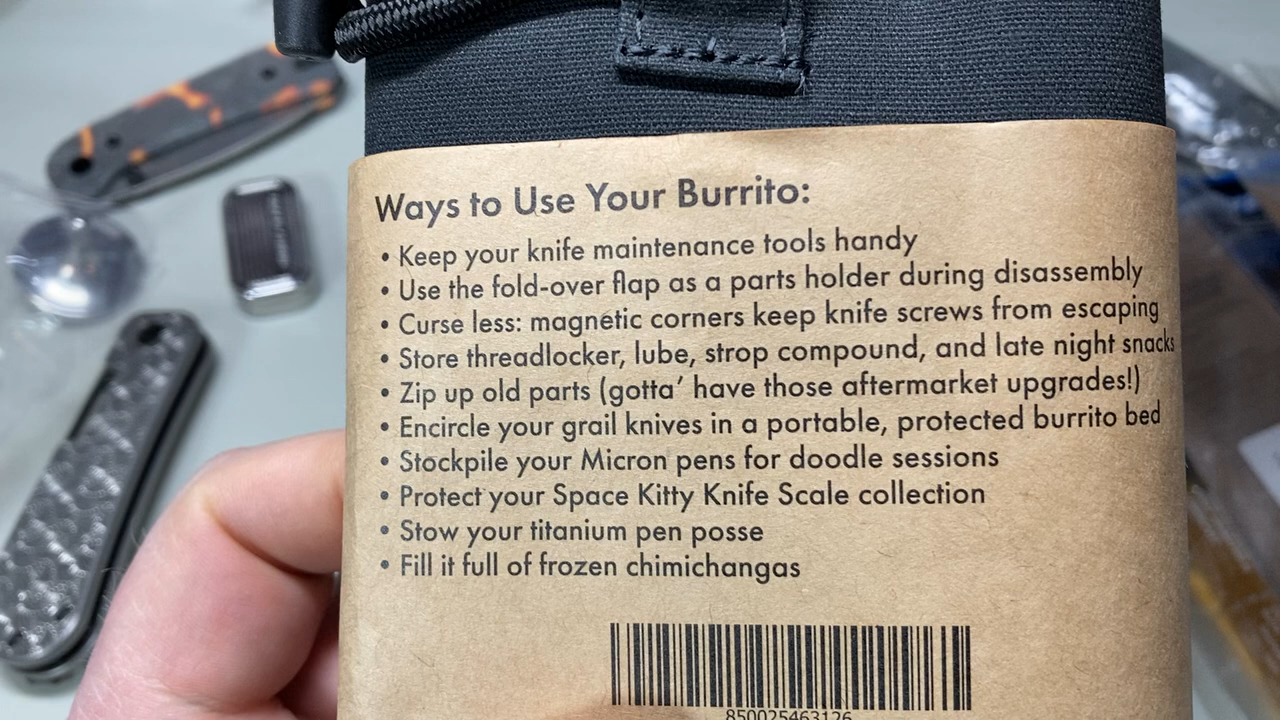 Ways to Use Your Burrito:
• Keep your knife maintenance tools handy
• Use the fold-over flap as a parts holder during disassembly
• Curse less: magnetic corners keep knife screws from escaping
• Store threadlocker, lube, strop compound, and late night snacks
• Zip up old parts (gotta’ have those aftermarket upgrades!)
• Encircle your grail knives in a portable, protected burrito bed
• Stockpile your Micron pens for doodle sessions
• Protect your Space Kitty Knife Scale collection
• Stow your titanium pen posse
• Fill it full of frozen chimichangas
850025463126